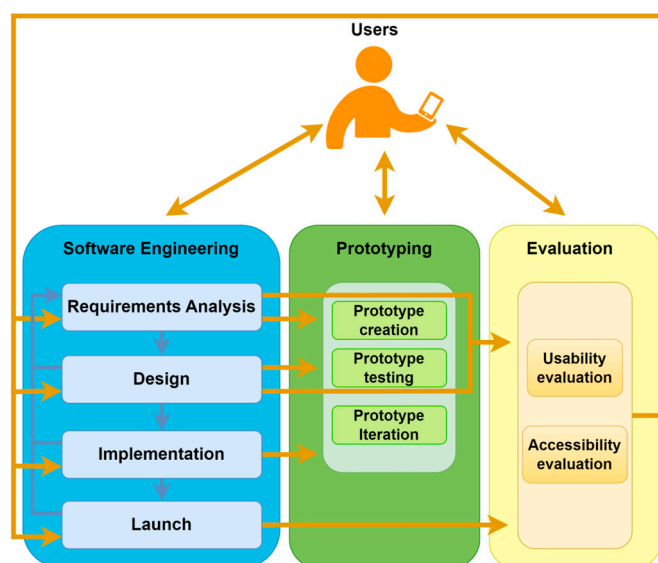 Users
Software Engineering
Prototyping
Evaluation
Requirements Analysis
Design
Implementation
Launch
Prototype
creation
Prototype
testing
Prototype
Iteration
Usability
evaluation
Accessibility
evaluation